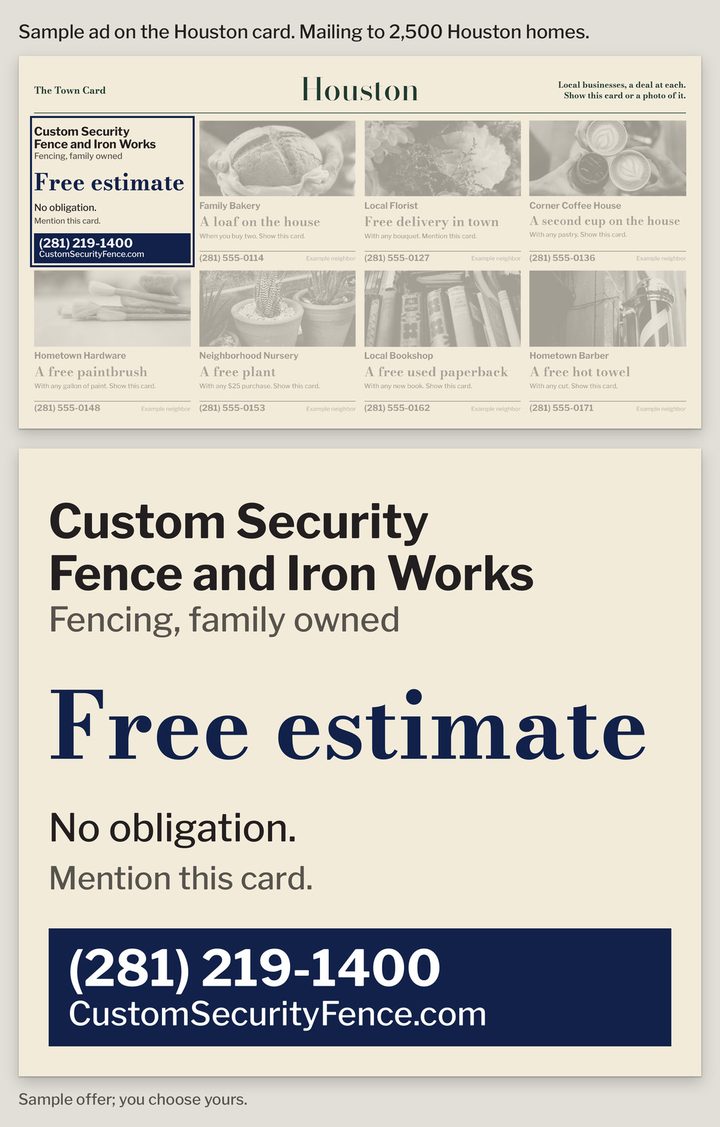 Sample ad on the Houston card. Mailing to 2,500 Houston homes.
The Town Card
Houston
Local businesses, a deal at each.
Show this card or a photo of it.
Custom Security
Fence and Iron Works
Fencing, family owned
Free estimate
No obligation.
Mention this card.
(281) 219-1400
CustomSecurityFence.com
Family Bakery
A loaf on the house
When you buy two. Show this card.
(281) 555-0114
Example neighbor
Local Florist
Free delivery in town
With any bouquet. Mention this card.
(281) 555-0127
Corner Coffee House
A second cup on the house
With any pastry. Show this card.
(281) 555-0136
Example neighbor
Hometown Hardware
A free paintbrush
With any gallon of paint. Show this card.
(281) 555-0148
Example neighbor
Neighborhood Nursery
A free plant
With any $25 purchase. Show this card.
(281) 555-0153
Example neighbor
Local Bookshop
A free used paperback
With any new book. Show this card.
(281) 555-0162
Example neighbor
Hometown Barber
A free hot towel
With any cut. Show this card.
(281) 555-0171
Example neighbor
Custom Security
Fence and Iron Works
Fencing, family owned
Free estimate
No obligation.
Mention this card.
(281) 219-1400
CustomSecurityFence.com
Sample offer; you choose yours.